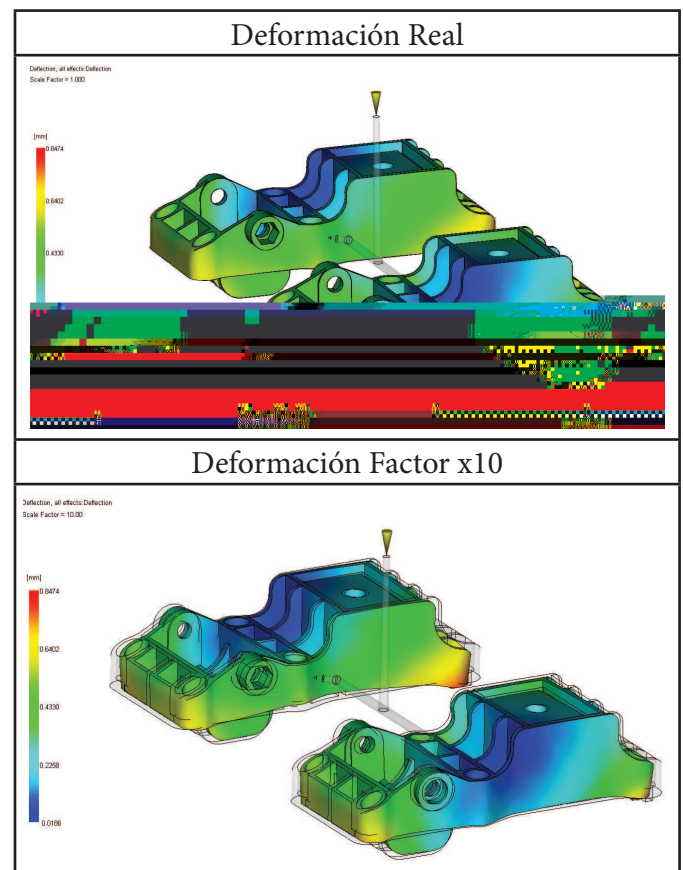 Deformación Real
Deflection, all effects:Deflection
Scale Factor = 1.000
[mm]
0.8474
0.6402
0.4330
Deformación Factor x10
Deflection, all effects:Deflection
Scale Factor = 10.00
[mm]
0.8474
0.6402
0.4330
0.2258
0.0186